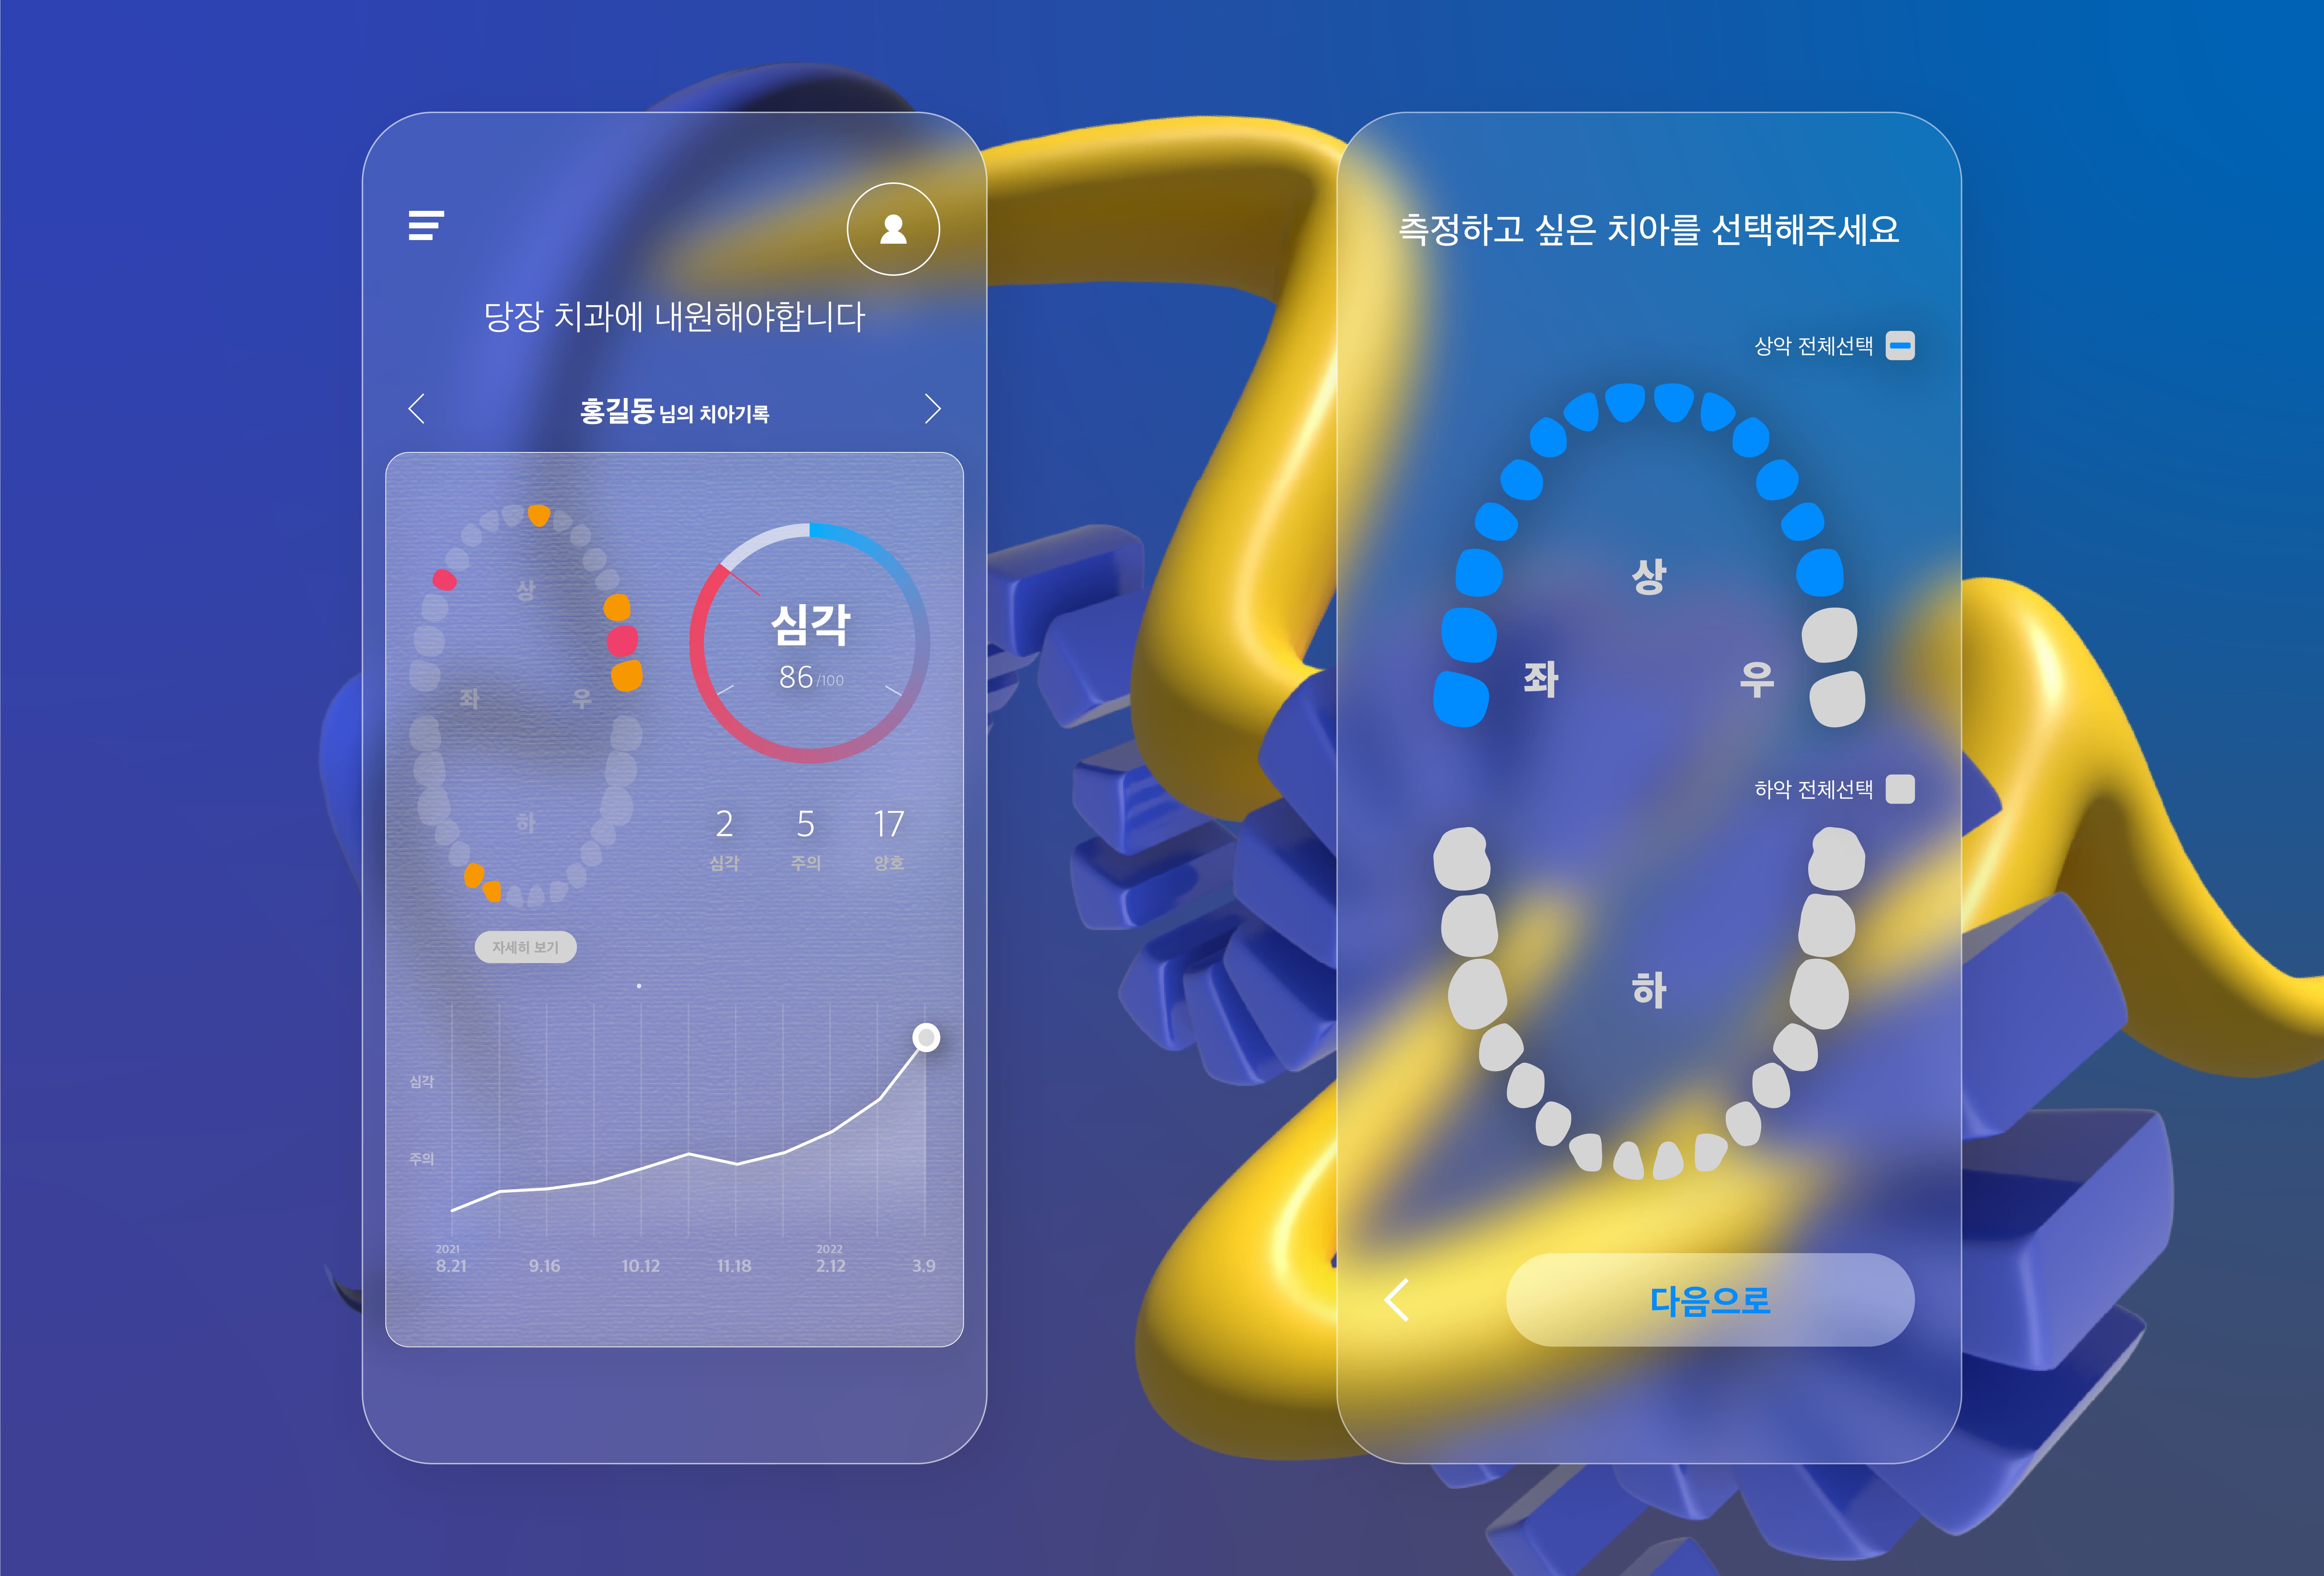 당장 치과에 내원해야합니다
홍길동 님의 치아기록
상
좌 우
하
심각
86/100
2 5 17
심각 주의 양호
자세히 보기
심각
주의
2021 2022
8.21 9.16 10.12 11.18 2.12 3.9
측정하고 싶은 치아를 선택해주세요
상악 전체선택
상
좌 우
하악 전체선택
하
다음으로